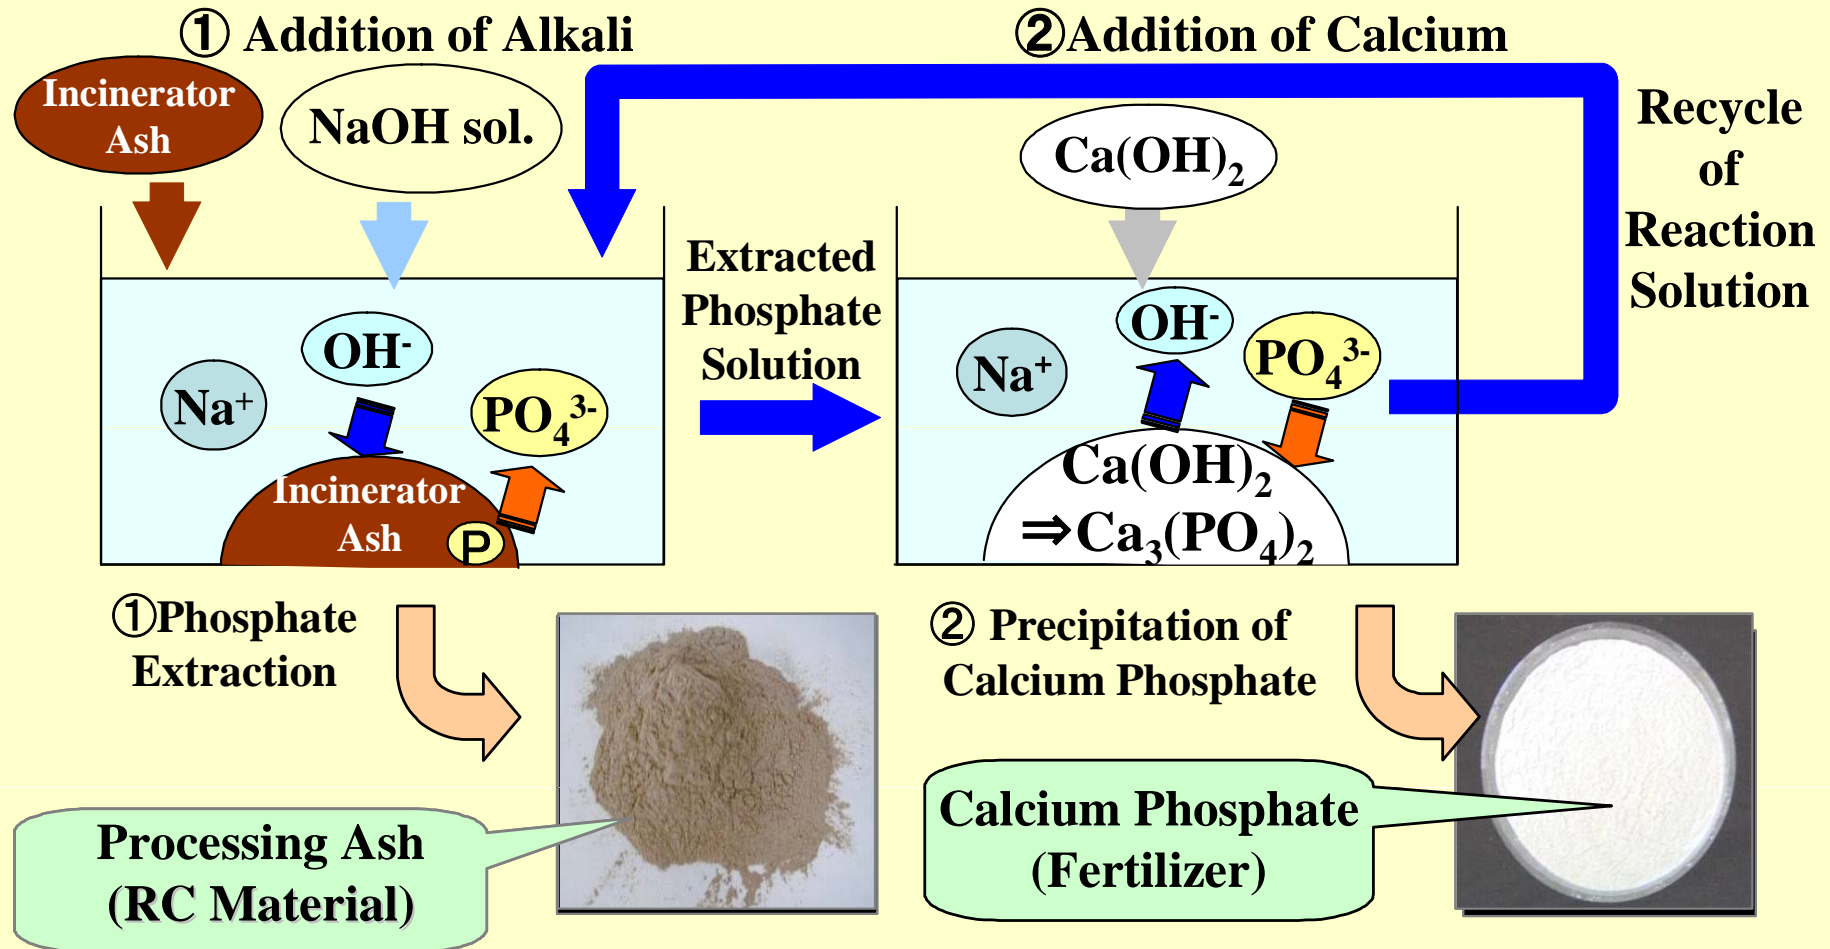 ① Addition of Alkali
②Addition of Calcium
Incinerator
Ash
NaOH sol.
Ca(OH)₂
Recycle
of
Reaction
Solution
Extracted
Phosphate
Solution
OH⁻
Na⁺
PO₄³⁻
Incinerator
Ash
P
OH⁻
Na⁺
PO₄³⁻
Ca(OH)₂
⇒Ca₃(PO₄)₂
①Phosphate
Extraction
② Precipitation of
Calcium Phosphate
Processing Ash
(RC Material)
Calcium Phosphate
(Fertilizer)